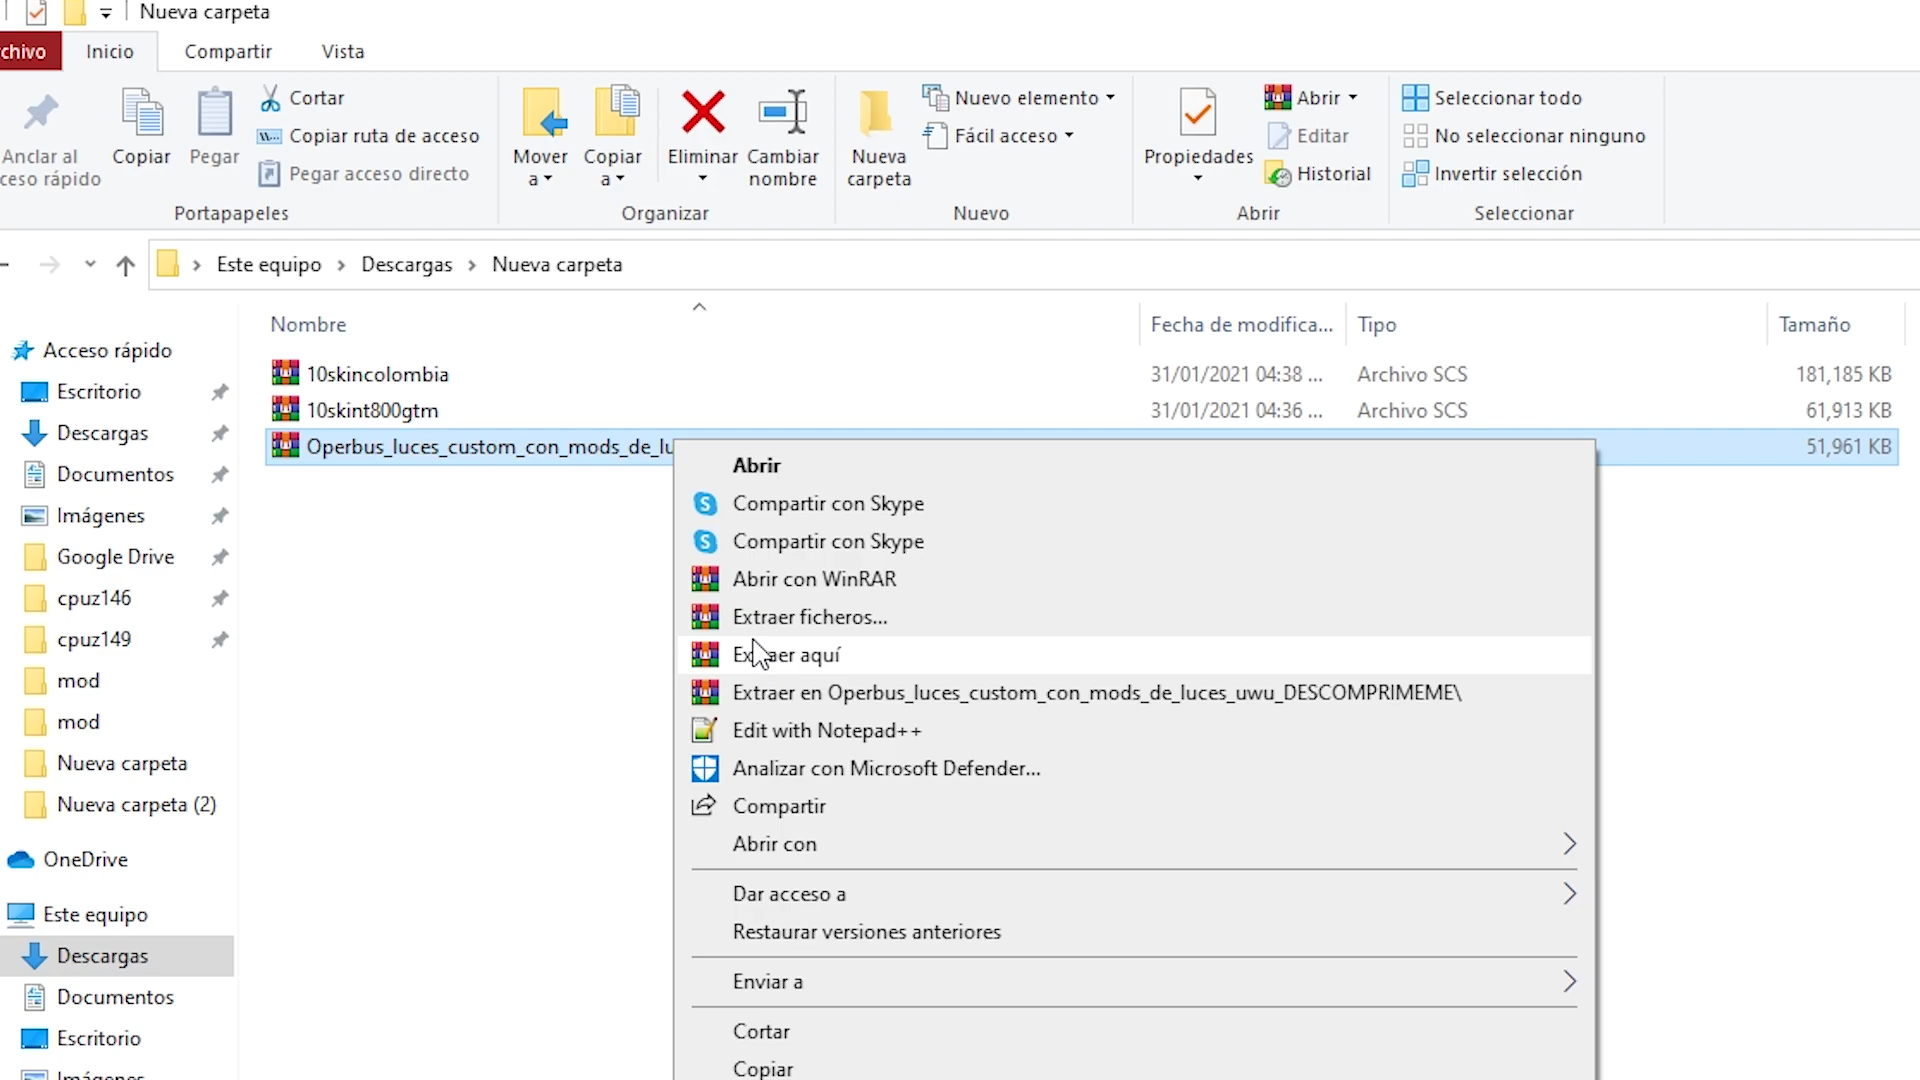 Nueva carpeta
chivo Inicio Compartir Vista
Anclar al
ceso rápido
Copiar
Pegar
Cortar
Copiar ruta de acceso
Pegar acceso directo
Portapapeles
Mover
a
Copiar
a
Eliminar
Cambiar
nombre
Organizar
Nueva
carpeta
Nuevo elemento
Fácil acceso
Nuevo
Propiedades
Abrir
Editar
Historial
Abrir
Seleccionar todo
No seleccionar ninguno
Invertir selección
Seleccionar
Este equipo > Descargas > Nueva carpeta
Nombre Fecha de modifica... Tipo Tamaño
10skincolombia 31/01/2021 04:38 ... Archivo SCS 181,185 KB
10skint800gtm 31/01/2021 04:36 ... Archivo SCS 61,913 KB
Operbus_luces_custom_con_mods_de_lu 51,961 KB
Acceso rápido
Escritorio
Descargas
Documentos
Imágenes
Google Drive
cpuz146
cpuz149
mod
mod
Nueva carpeta
Nueva carpeta (2)
OneDrive
Este equipo
Descargas
Documentos
Escritorio
Imágenes
Abrir
Compartir con Skype
Compartir con Skype
Abrir con WinRAR
Extraer ficheros...
Extraer aquí
Extraer en Operbus_luces_custom_con_mods_de_luces_uwu_DESCOMPRIMEME\
Edit with Notepad++
Analizar con Microsoft Defender...
Compartir
Abrir con
Dar acceso a
Restaurar versiones anteriores
Enviar a
Cortar
Copiar